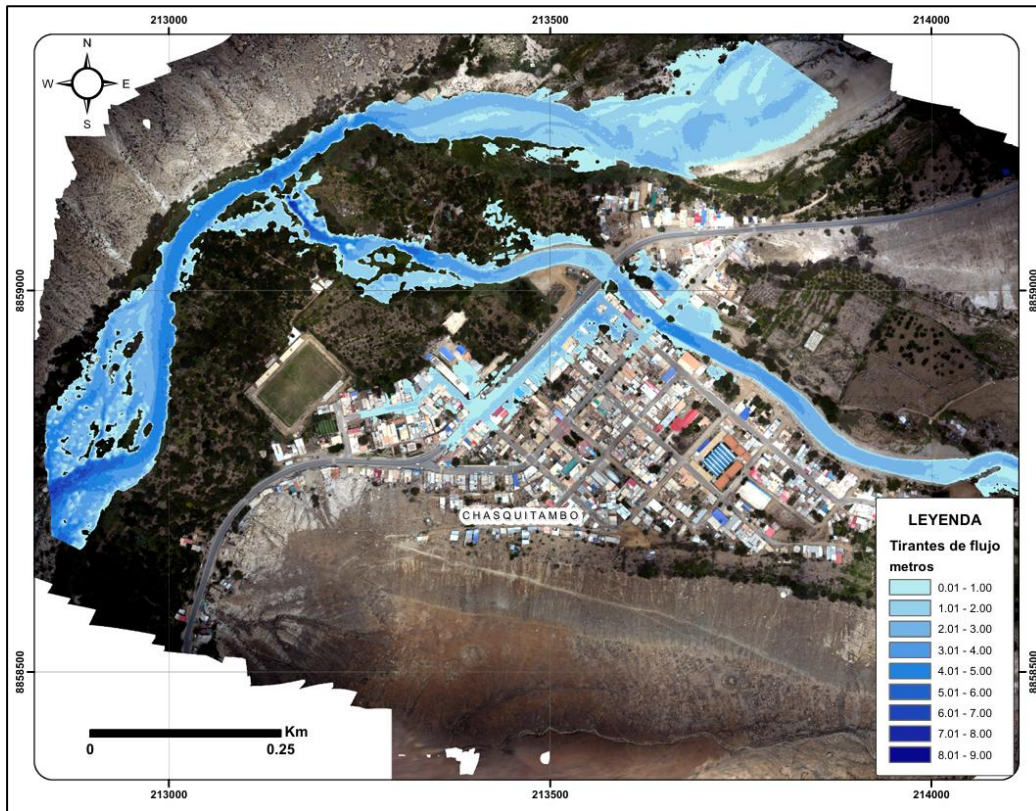 213000 213500 214000
N
W E
S
8859000 8859000
CHASQUITAMBO
LEYENDA
Tirantes de flujo
metros
0.01 - 1.00
1.01 - 2.00
2.01 - 3.00
3.01 - 4.00
4.01 - 5.00
5.01 - 6.00
6.01 - 7.00
7.01 - 8.00
8.01 - 9.00
8858500 8858500
Km
0 0.25
213000 213500 214000